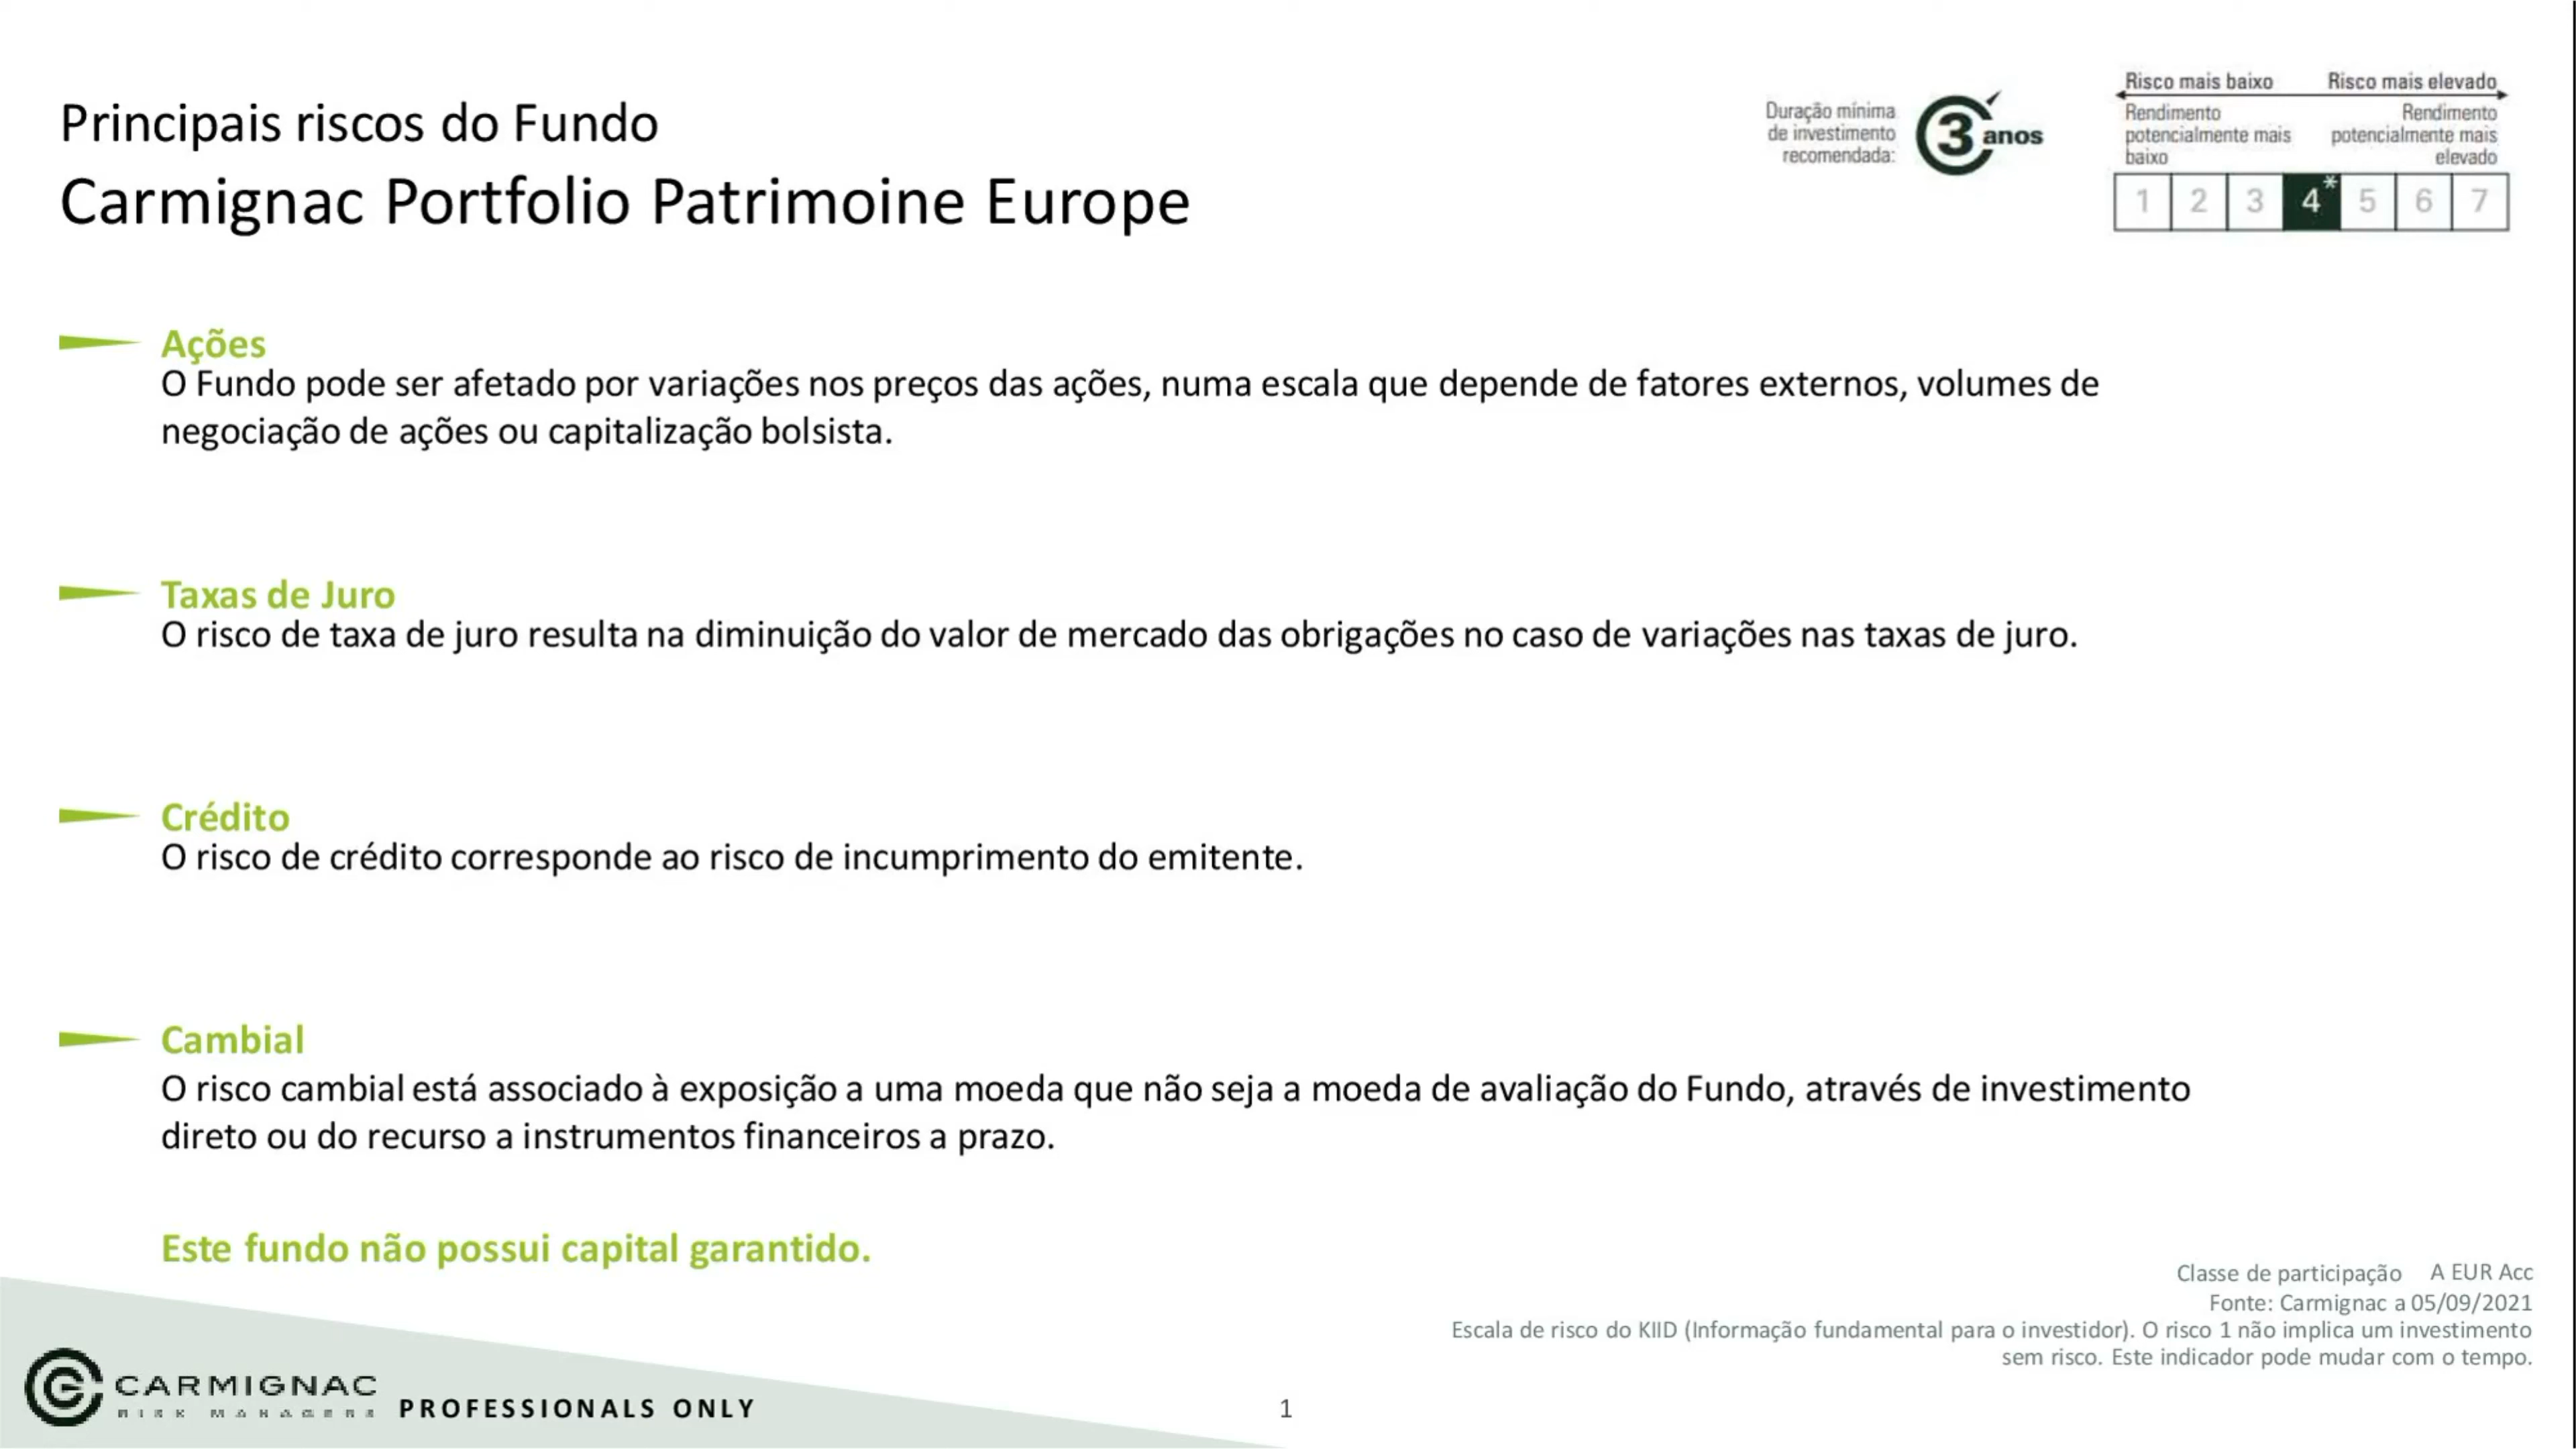 Principais riscos do Fundo
Carmignac Portfolio Patrimoine Europe
Duração mínima
de investimento
recomendada:
3 anos
Risco mais baixo Risco mais elevado
Rendimento
potencialmente mais
baixo
Rendimento
potencialmente mais
elevado
1 2 3 4* 5 6 7
Ações
O Fundo pode ser afetado por variações nos preços das ações, numa escala que depende de fatores externos, volumes de
negociação de ações ou capitalização bolsista.
Taxas de Juro
O risco de taxa de juro resulta na diminuição do valor de mercado das obrigações no caso de variações nas taxas de juro.
Crédito
O risco de crédito corresponde ao risco de incumprimento do emitente.
Cambial
O risco cambial está associado à exposição a uma moeda que não seja a moeda de avaliação do Fundo, através de investimento
direto ou do recurso a instrumentos financeiros a prazo.
Este fundo não possui capital garantido.
Classe de participação A EUR Acc
Fonte: Carmignac a 05/09/2021
Escala de risco do KIID (Informação fundamental para o investidor). O risco 1 não implica um investimento
sem risco. Este indicador pode mudar com o tempo.
CARMIGNAC
RISK MANAGERS
PROFESSIONALS ONLY
1